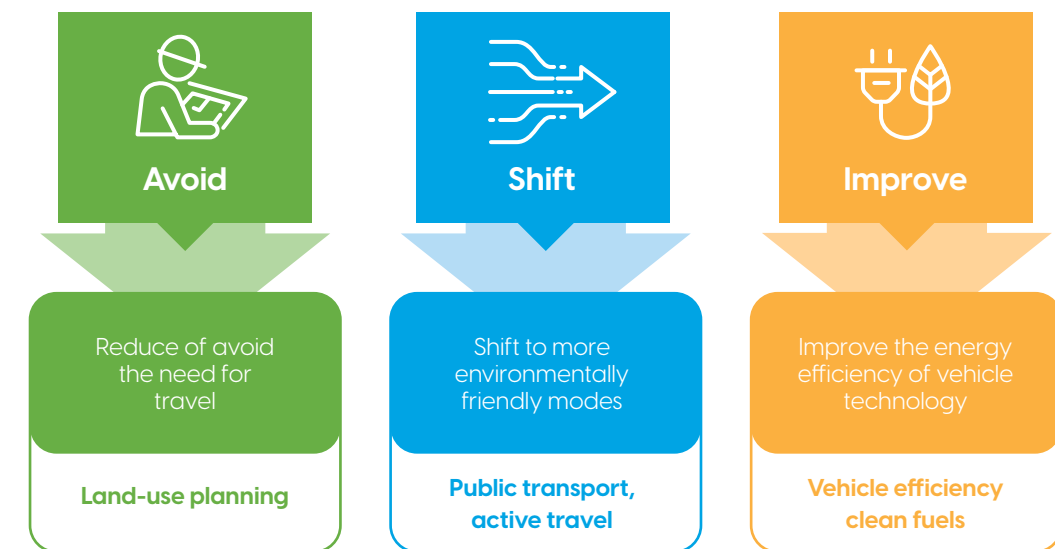 Avoid
Reduce of avoid
the need for
travel
Land-use planning
Shift
Shift to more
environmentally
friendly modes
Public transport,
active travel
Improve
Improve the energy
efficiency of vehicle
technology
Vehicle efficiency
clean fuels